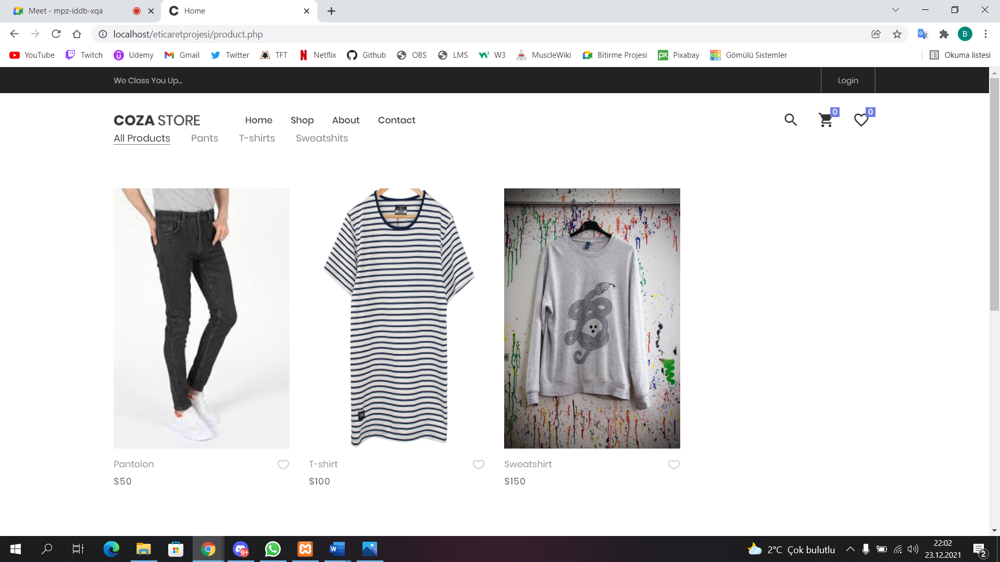 Meet - mpz-iddb-xqa
Home
localhost/eticaretprojesi/product.php
B
YouTube
Twitch
Udemy
Gmail
Twitter
TFT
Netflix
Github
OBS
LMS
W3
MuscleWiki
Bitirme Projesi
Pixabay
Gömülü Sistemler
Okuma listesi
We Class You Up...
Login
COZA STORE
Home
Shop
About
Contact
0
0
All Products
Pants
T-shirts
Sweatshits
Pantolon
T-shirt
Sweatshirt
$50
$100
$150
9+
2°C Çok bulutlu
22:02
23.12.2021
2